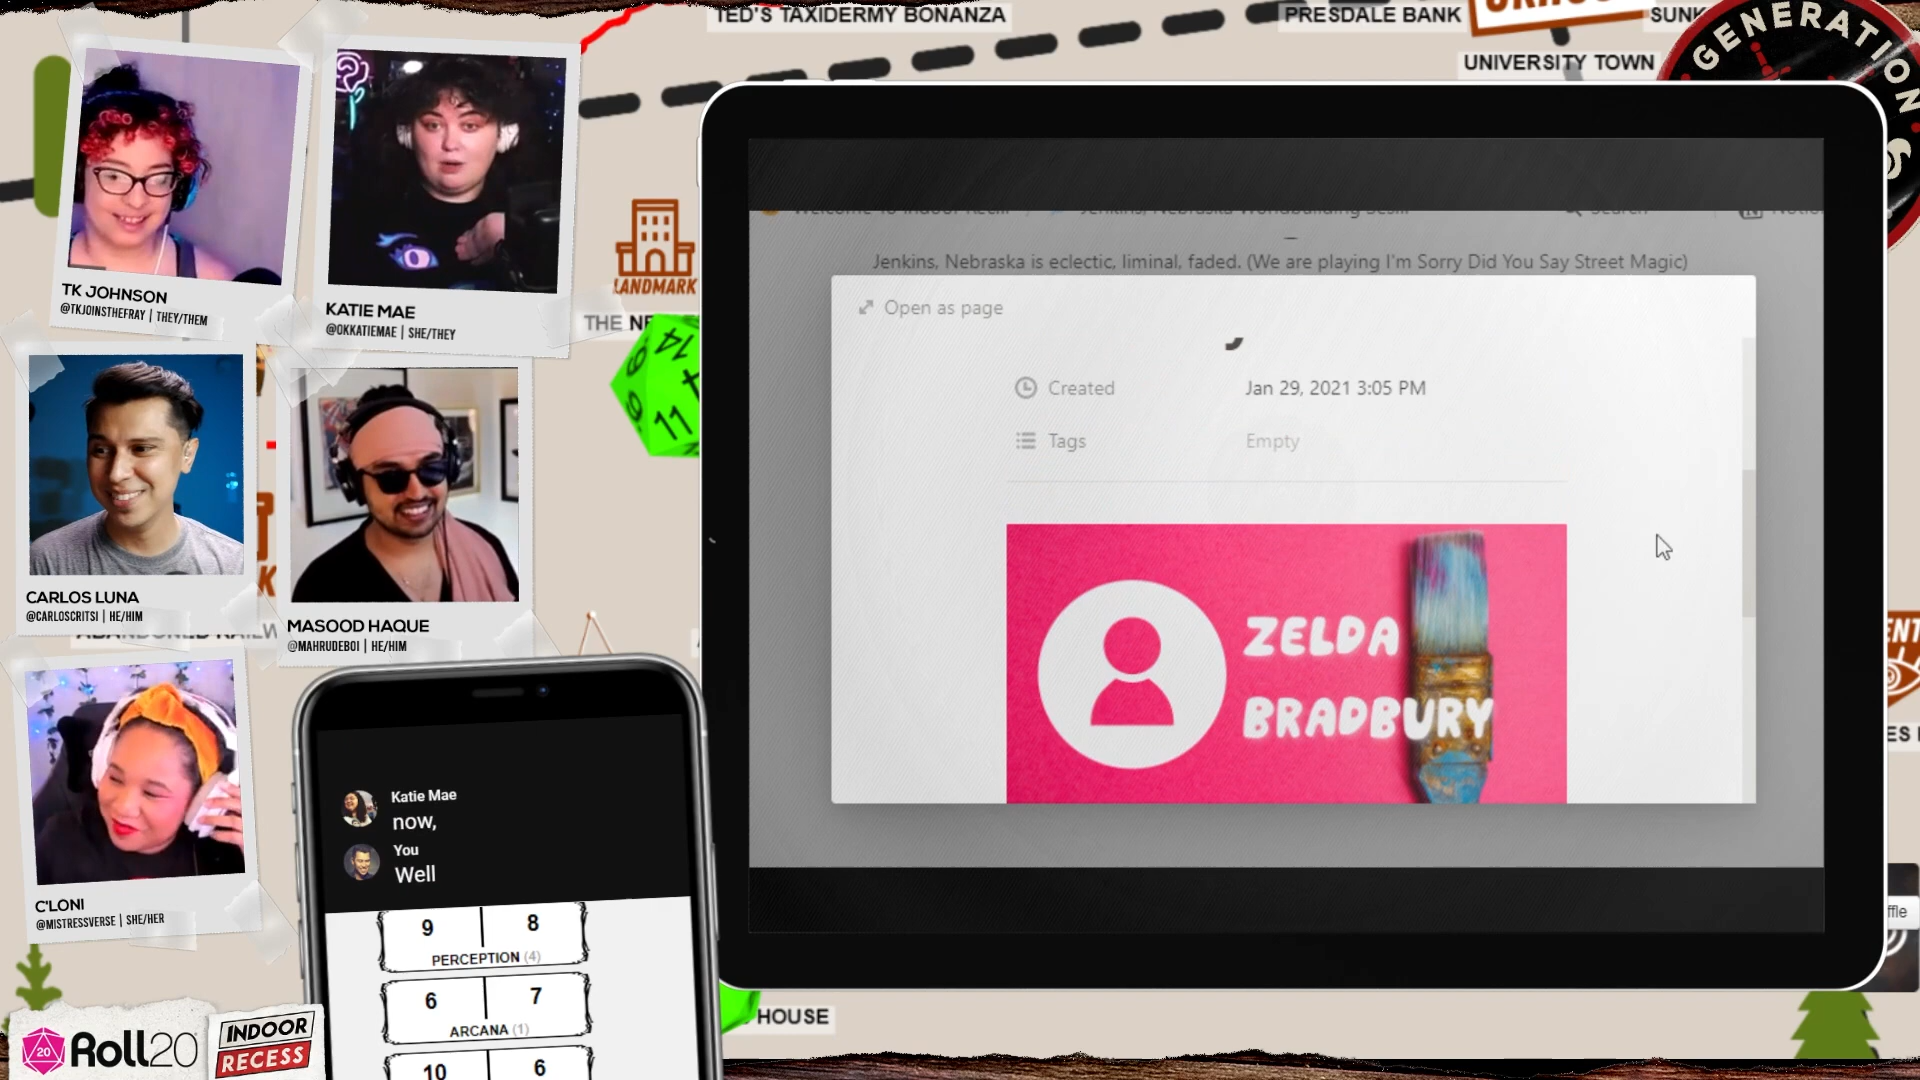 TED'S TAXIDERMY BONANZA
PRESDALE BANK
UNIVERSITY TOWN
GENERATION
TK JOHNSON
@TKJOINSTHEFRAY | THEY/THEM
KATIE MAE
@OKKATIEMAE | SHE/THEY
LANDMARK
THE
CARLOS LUNA
@CARLOSCRITSI | HE/HIM
MASOOD HAQUE
@MAHRUDEBOI | HE/HIM
C'LONI
@MISTRESSVERSE | SHE/HER
14
9
11
Jenkins, Nebraska is eclectic, liminal, faded. (We are playing I'm Sorry Did You Say Street Magic)
Open as page
Created Jan 29, 2021 3:05 PM
Tags Empty
ZELDA
BRADBURY
Katie Mae
now,
You
Well
9 8
PERCEPTION (4)
6 7
ARCANA (1)
10 6
HOUSE
20 Roll20
INDOOR
RECESS